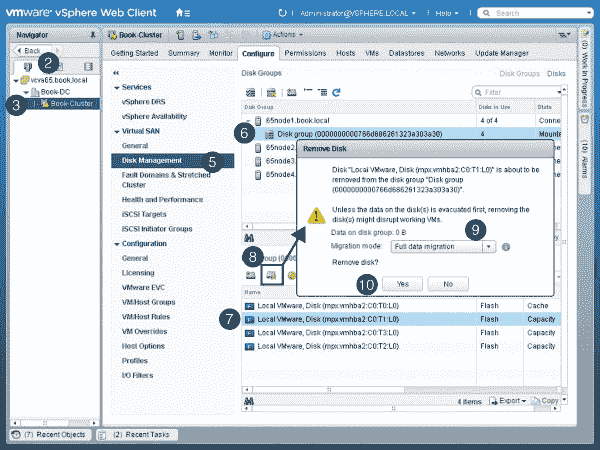 vmware® vSphere Web Client
Administrator@VSPHERE.LOCAL
Help
Search
Navigator
Book-Cluster
Actions
Back
2
vcva65.book.local
Book-DC
3
Book-Cluster
Getting Started Summary Monitor Configure Permissions Hosts VMs Datastores Networks Update Manager
Services
vSphere DRS
vSphere Availability
Virtual SAN
General
Disk Management
5
Fault Domains & Stretched
Cluster
Health and Performance
iSCSI Targets
iSCSI Initiator Groups
Configuration
General
Licensing
VMware EVC
VM/Host Groups
VM/Host Rules
VM Overrides
Host Options
Profiles
I/O Filters
Disk Groups
Disk Groups Disks
Filter
Disk Group Disks in Use State
65node1.book.local 4 of 4 Conne
6
Disk group (0000000000766d686261323a303a30) 4 Mounte
65node2
65node3
65node4
Remove Disk
Disk "Local VMware, Disk (mpx.vmhba2:C0:T1:L0)" is about to be
removed from the disk group "Disk group
(0000000000766d686261323a303a30)".
Unless the data on the disk(s) is evacuated first, removing the
disk(s) might disrupt working VMs.
Data on disk group: 0 B
9
Migration mode: Full data migration
Remove disk?
10
Yes No
8
Name
Local VMware, Disk (mpx.vmhba2:C0:T0:L0) Flash Cache
7
Local VMware, Disk (mpx.vmhba2:C0:T1:L0) Flash Capacity
Local VMware, Disk (mpx.vmhba2:C0:T3:L0) Flash Capacity
Local VMware, Disk (mpx.vmhba2:C0:T2:L0) Flash Capacity
4 items Export Copy
(7) Recent Objects
(2) Recent Tasks
(0) Work In Progress
(10) Alarms